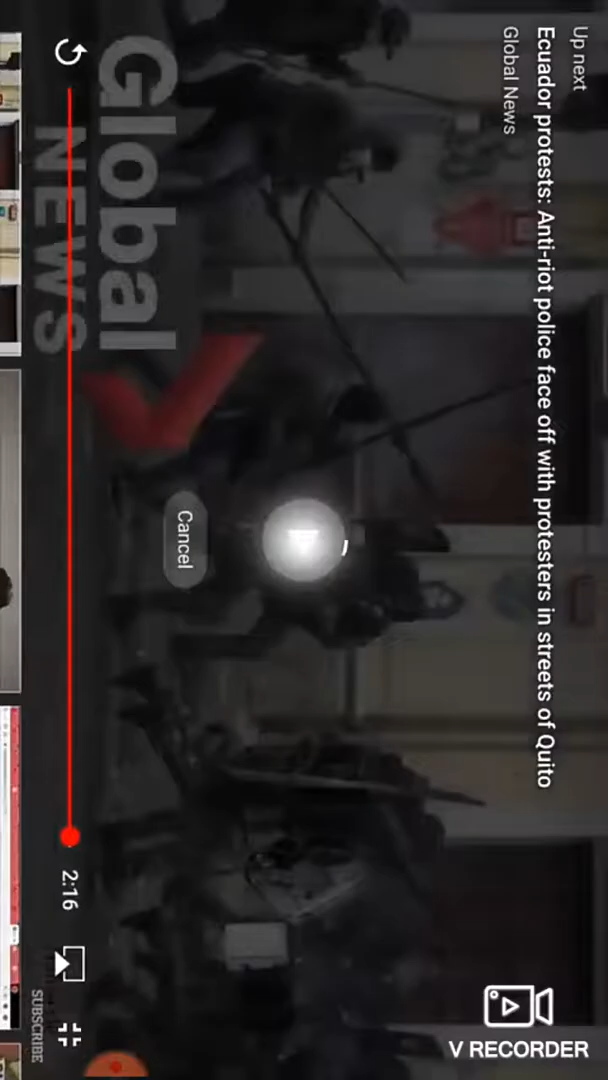 Up next
Ecuador protests: Anti-riot police face off with protesters in streets of Quito
Global News
Global
NEWS
Cancel
2:16
SUBSCRIBE
V RECORDER